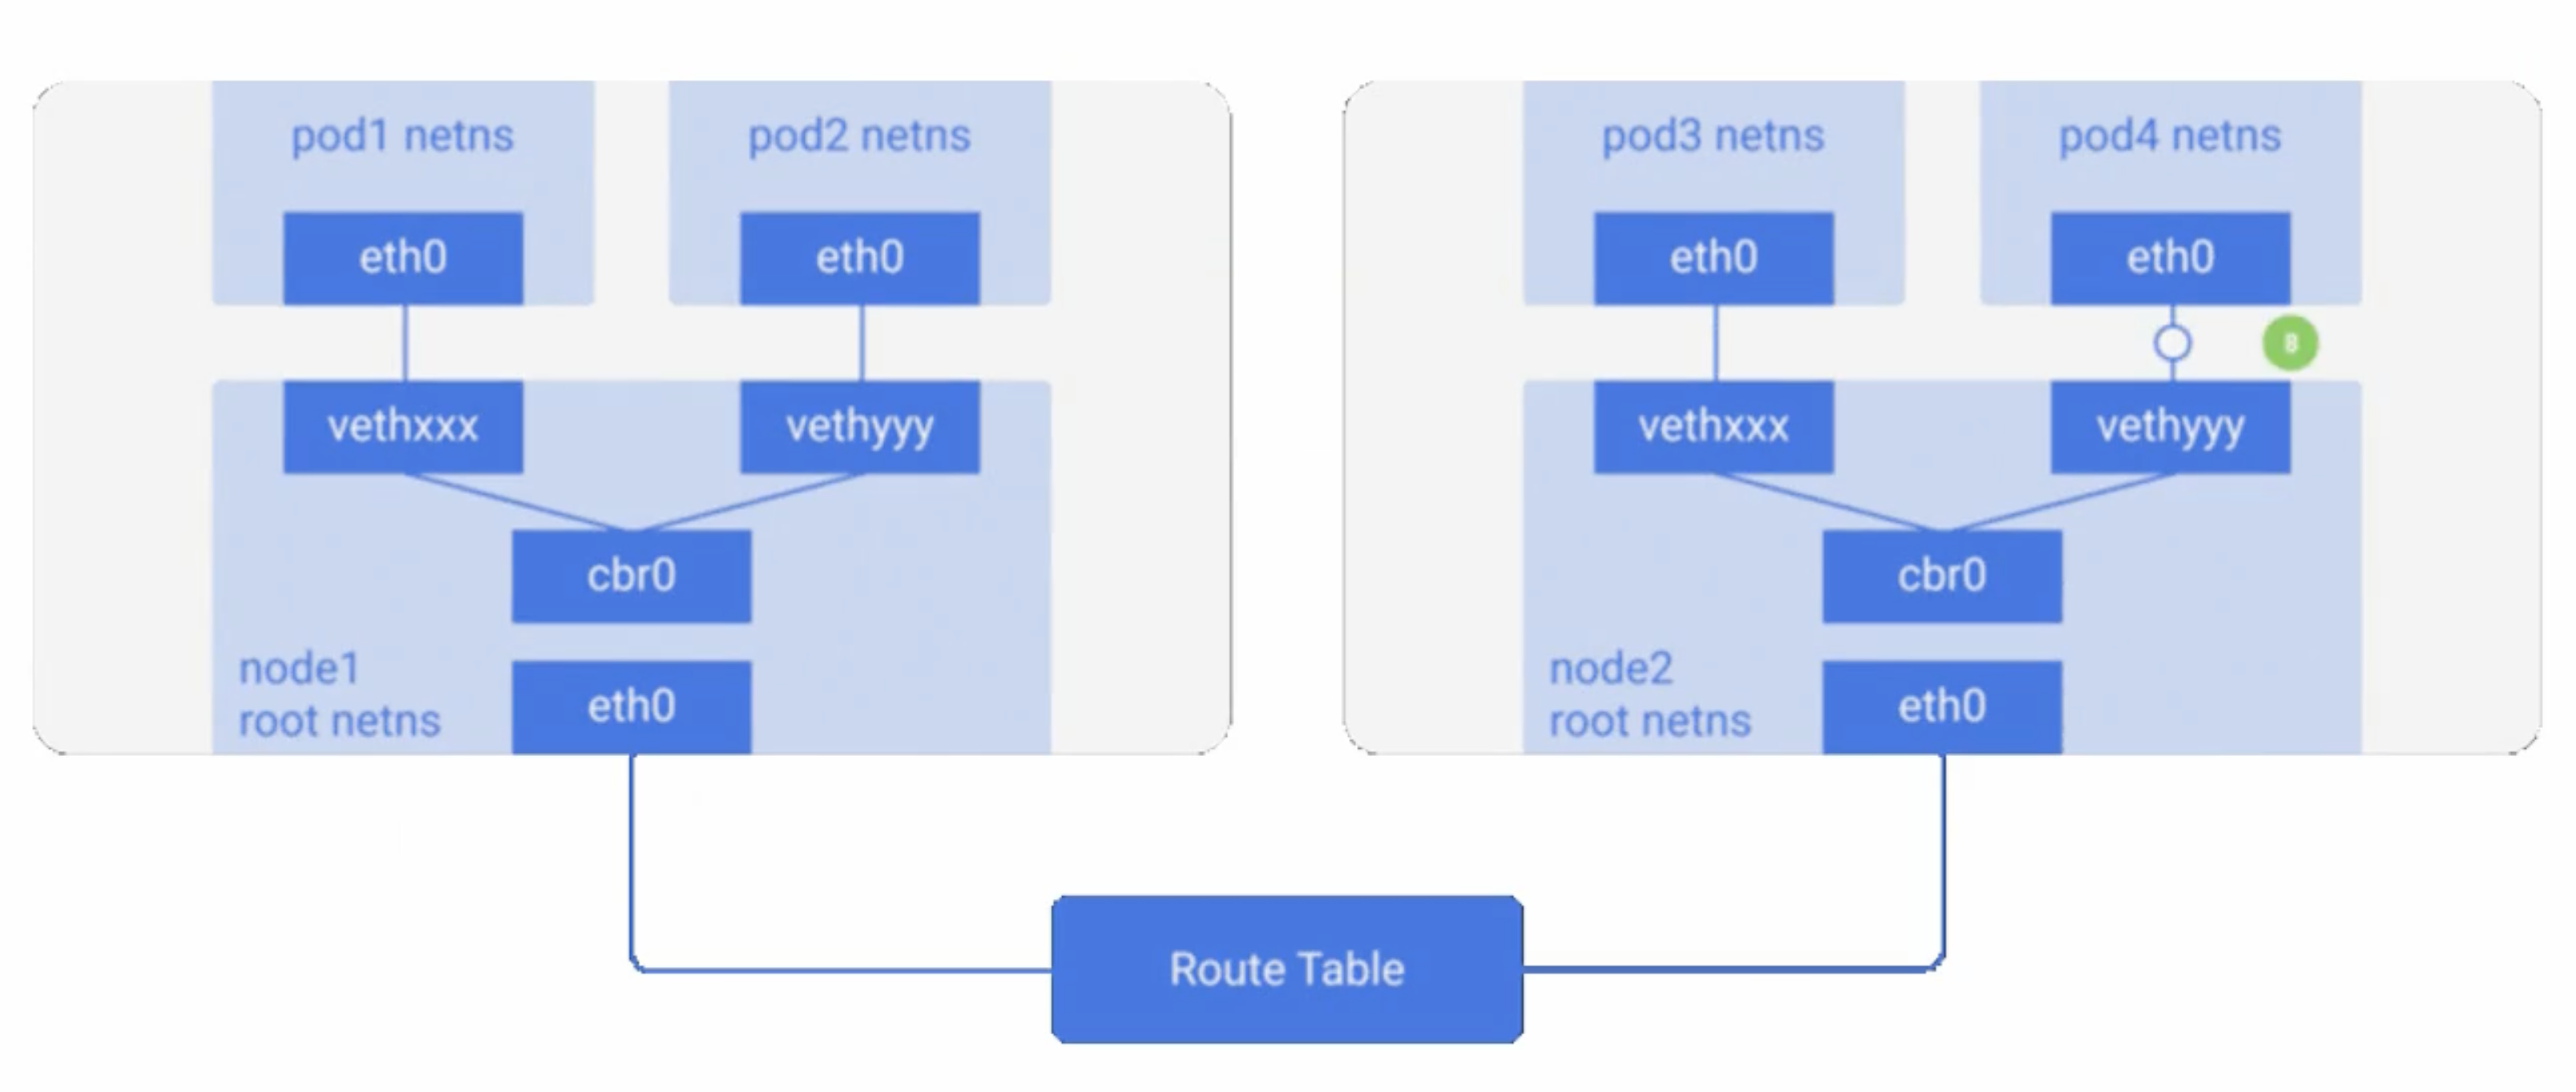 pod1 netns
pod2 netns
pod3 netns
pod4 netns
eth0
eth0
eth0
eth0
8
vethxxx
vethyyy
vethxxx
vethyyy
cbr0
cbr0
node1
root netns
eth0
node2
root netns
eth0
Route Table